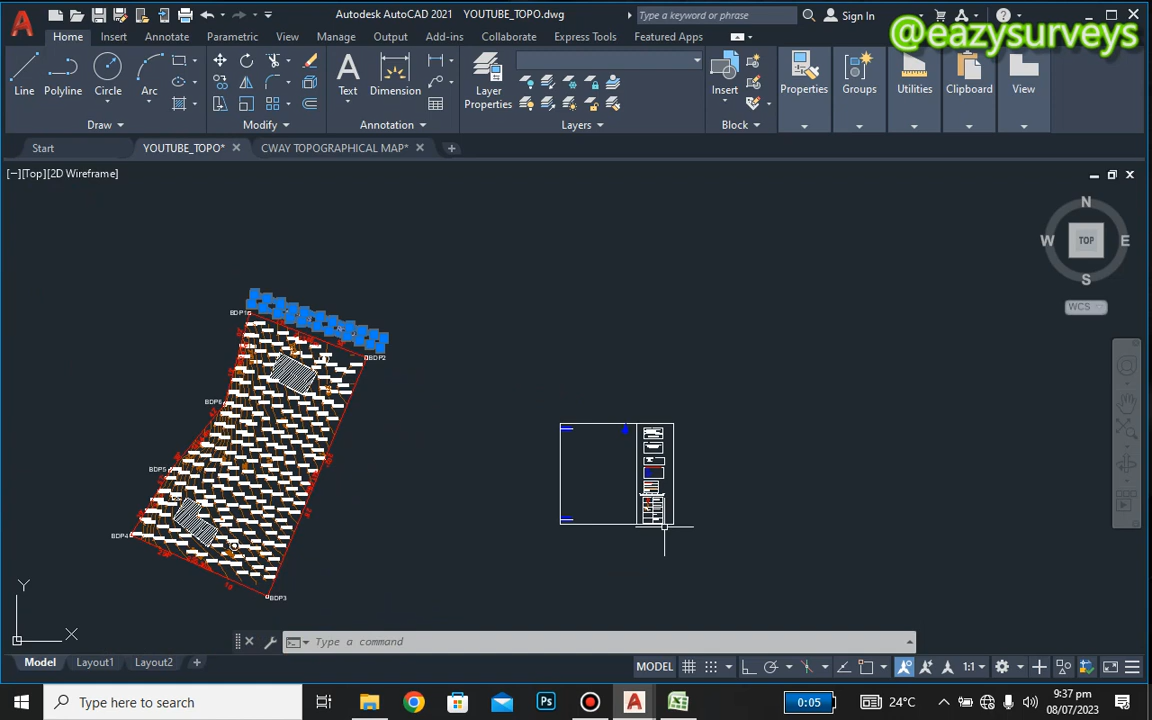 Autodesk AutoCAD 2021 YOUTUBE_TOPO.dwg
Type a keyword or phrase
Sign In
@eazysurveys
Home Insert Annotate Parametric View Manage Output Add-ins Collaborate Express Tools Featured Apps
Line Polyline Circle Arc
Text Dimension
Layer Properties
Insert
Properties Groups Utilities Clipboard View
Draw Modify Annotation Layers Block
Start YOUTUBE_TOPO* CWAY TOPOGRAPHICAL MAP*
[−][Top][2D Wireframe]
N
W TOP E
S
WCS
BDP2
BDP6
BDP5
BDP4
BDP3
Y
X
Type a command
Model Layout1 Layout2
MODEL
1:1
Type here to search
Ps
0:05
24°C
9:37 pm
08/07/2023